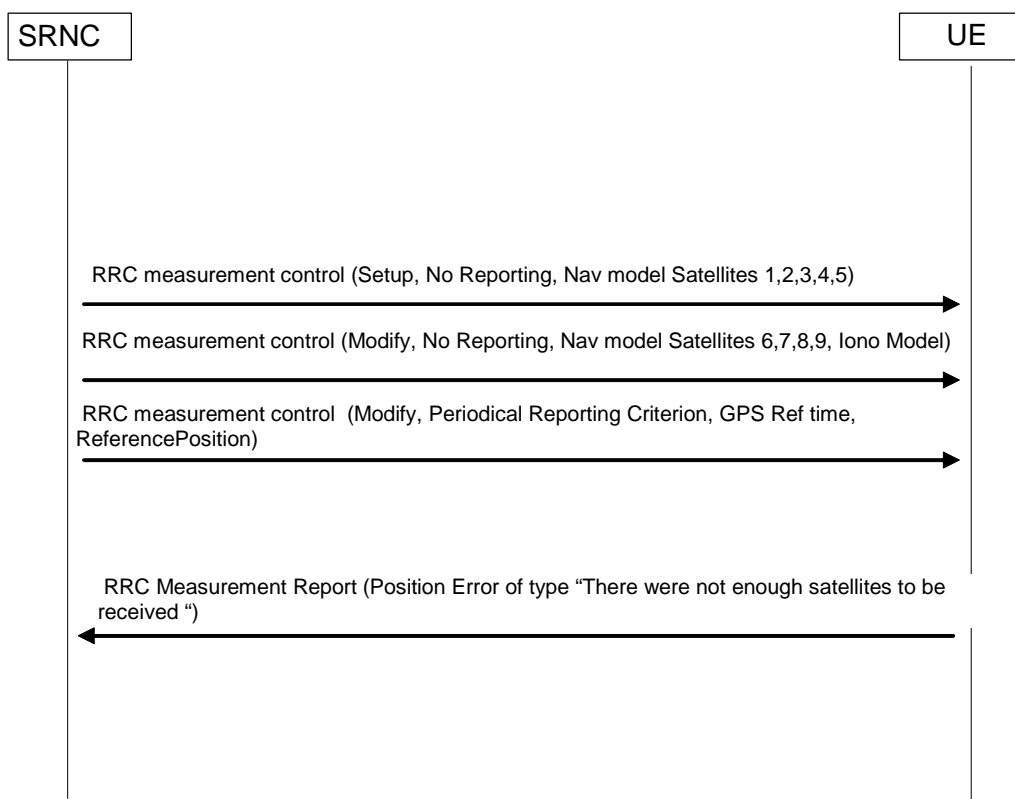 SRNC
UE
RRC measurement control (Setup, No Reporting, Nav model Satellites 1,2,3,4,5)
RRC measurement control (Modify, No Reporting, Nav model Satellites 6,7,8,9, Iono Model)
RRC measurement control (Modify, Periodical Reporting Criterion, GPS Ref time,
ReferencePosition)
RRC Measurement Report (Position Error of type “There were not enough satellites to be
received “)